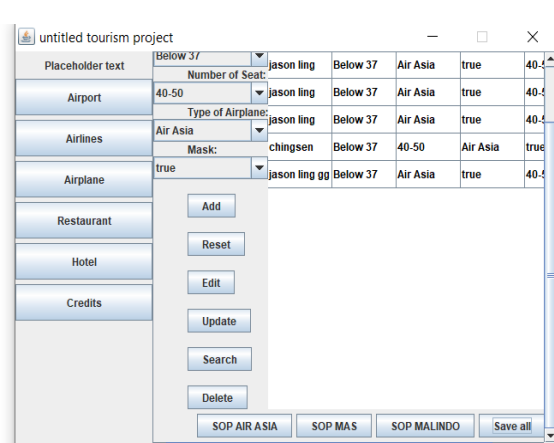 untitled tourism project
Placeholder text
Airport
Airlines
Airplane
Restaurant
Hotel
Credits
Below 37
Number of Seat:
40-50
Type of Airplane:
Air Asia
Mask:
true
Add
Reset
Edit
Update
Search
Delete
jason ling Below 37 Air Asia true 40-
jason ling Below 37 Air Asia true 40-
jason ling Below 37 Air Asia true 40-
chingsen Below 37 40-50 Air Asia true
jason ling gg Below 37 Air Asia true 40-
SOP AIR ASIA SOP MAS SOP MALINDO Save all